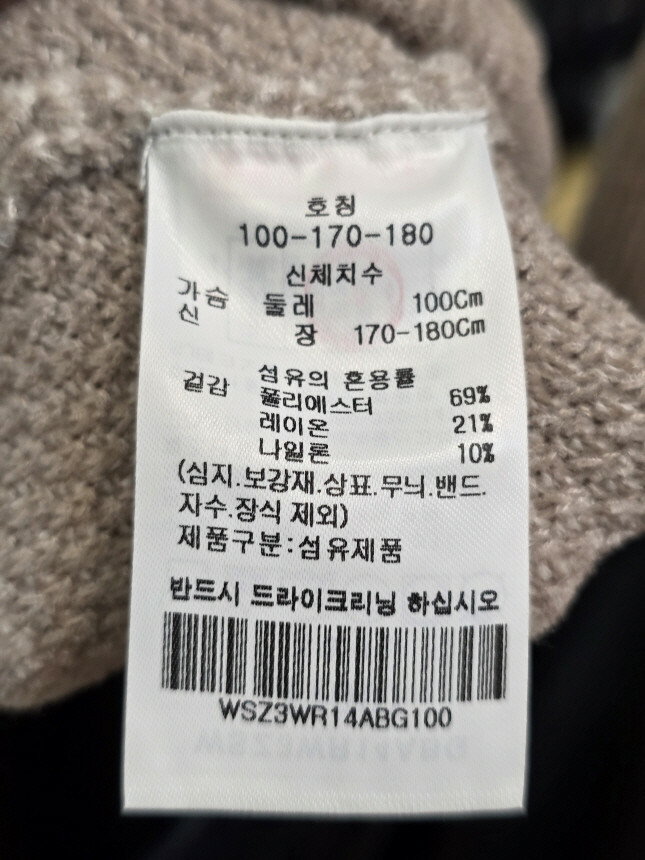 호칭
100-170-180
신체치수
가슴 둘레 100Cm
신 장 170-180Cm
겉감 섬유의 혼용률
폴리에스터 69%
레이온 21%
나일론 10%
(심지.보강재.상표.무늬.밴드.
자수.장식 제외)
제품구분:섬유제품
반드시 드라이크리닝 하십시오
WSZ3WR14ABG100